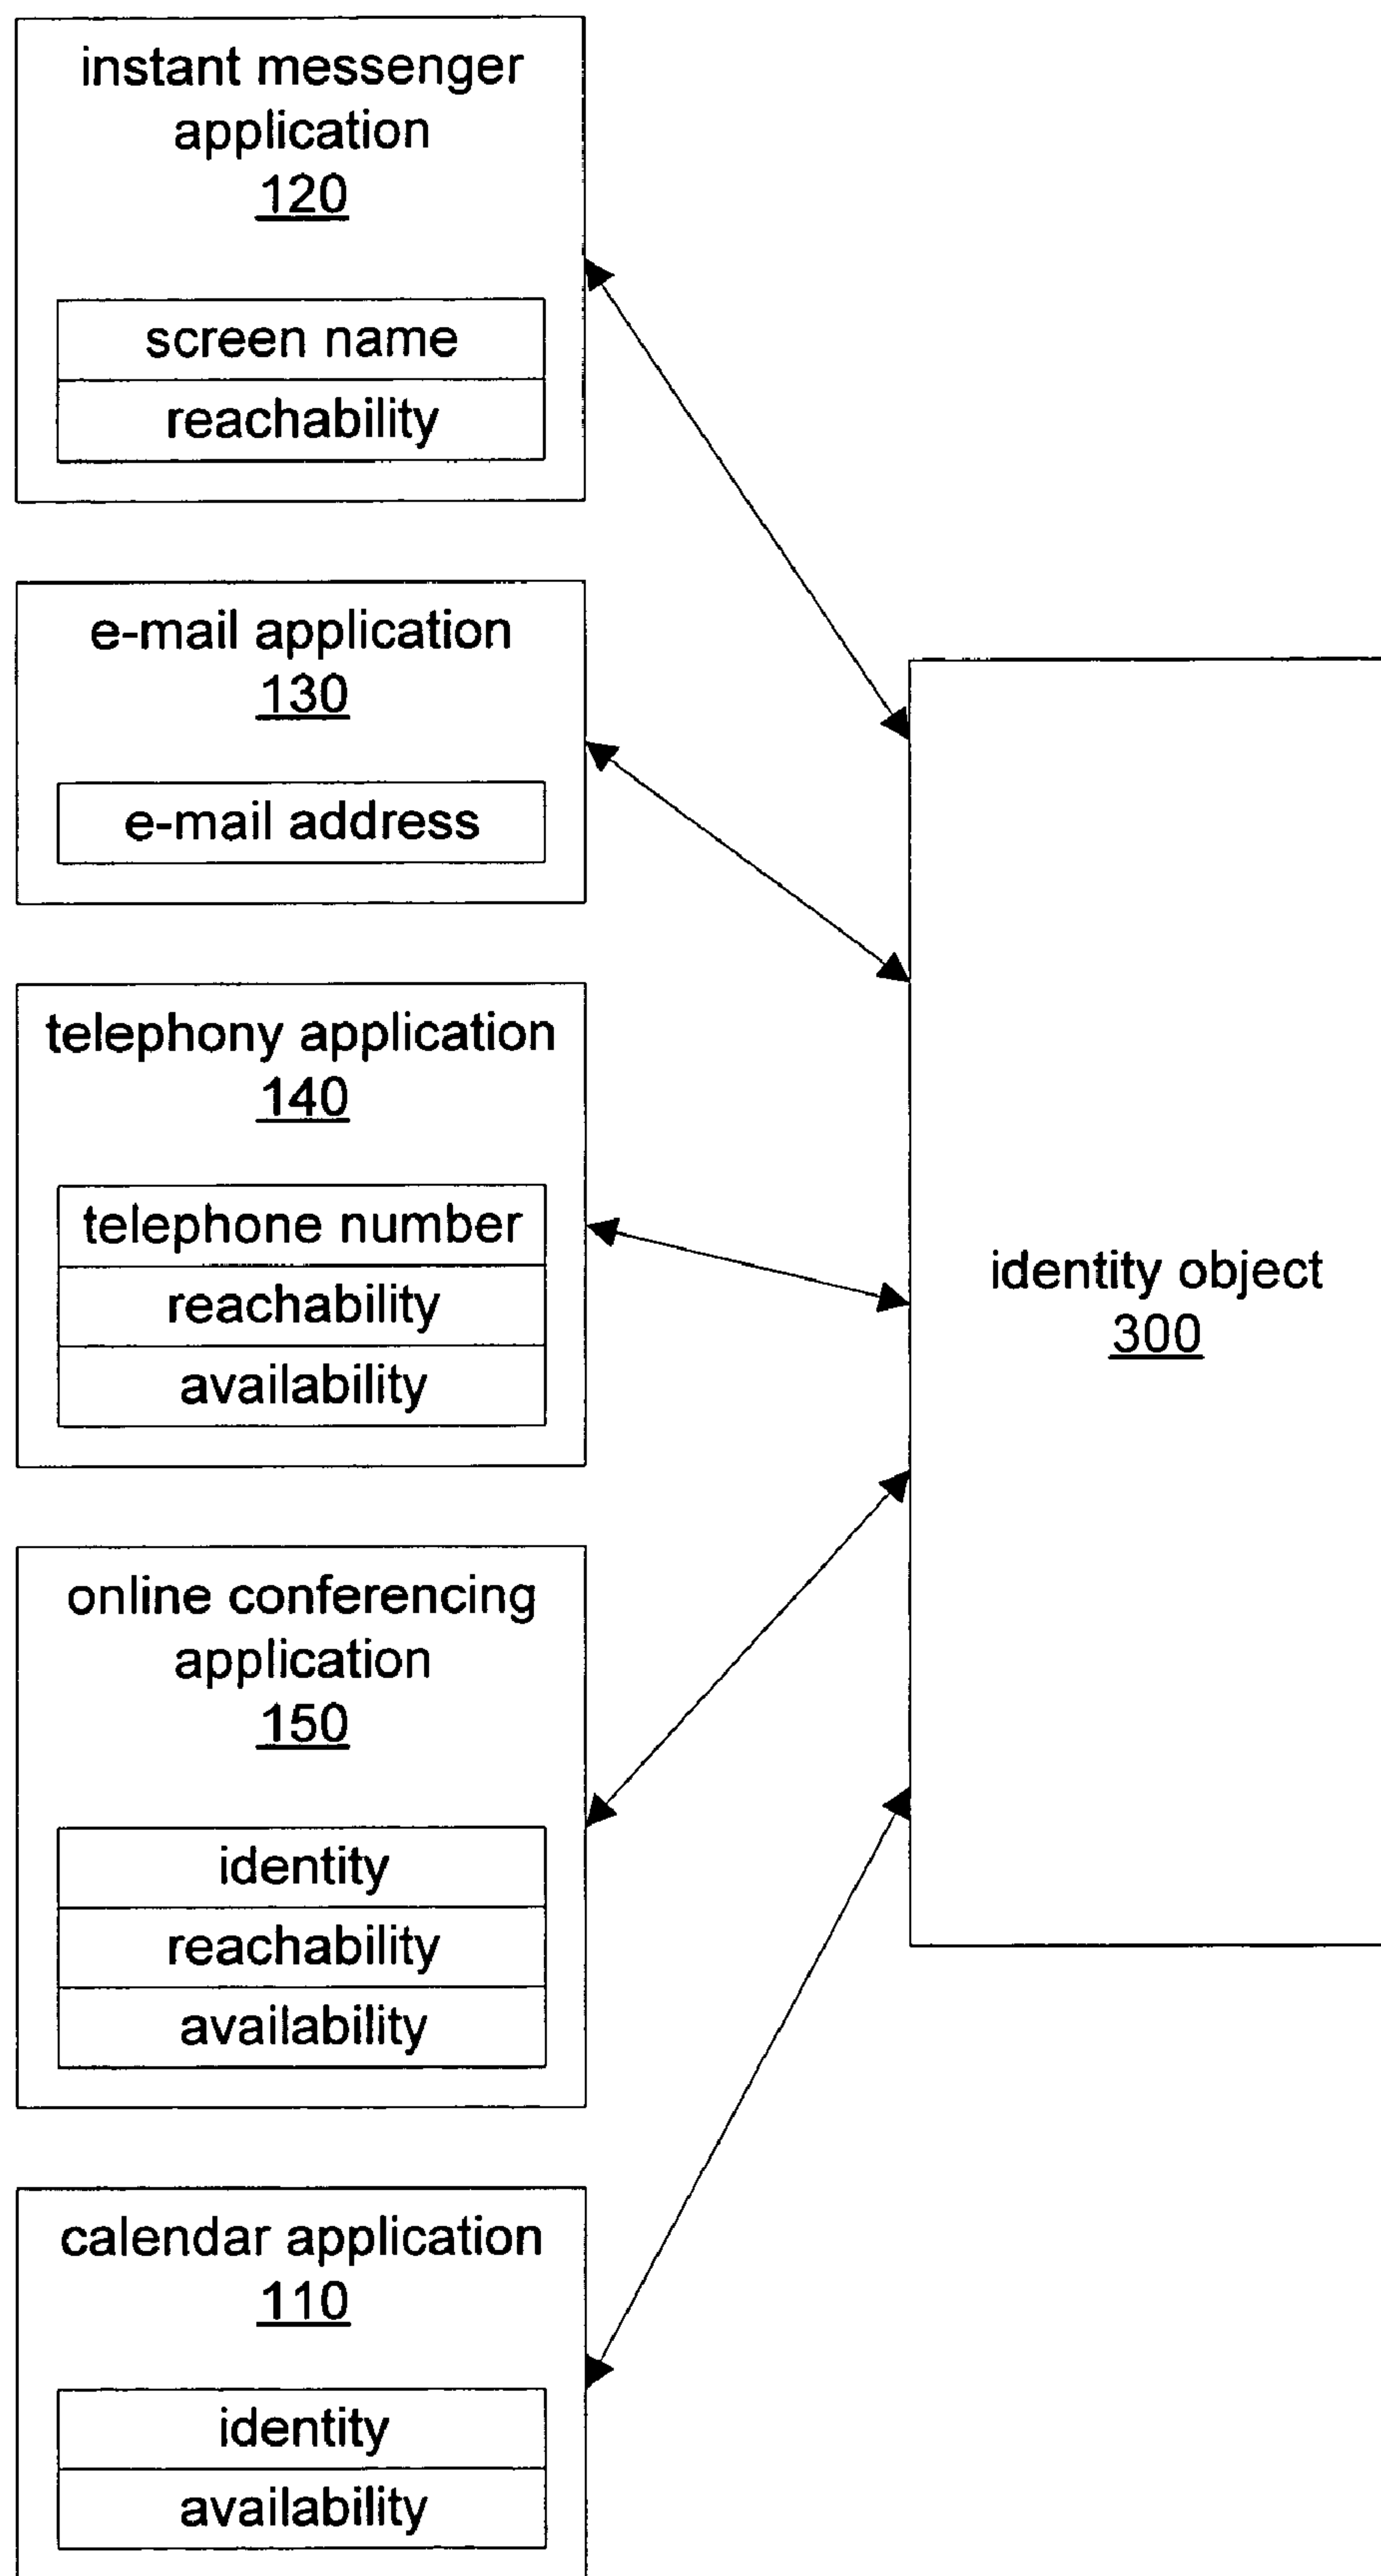 instant messenger
application
120
screen name
reachability
e-mail application
130
e-mail address
telephony application
140
telephone number
reachability
availability
identity object
300
online conferencing
application
150
identity
reachability
availability
calendar application
110
identity
availability